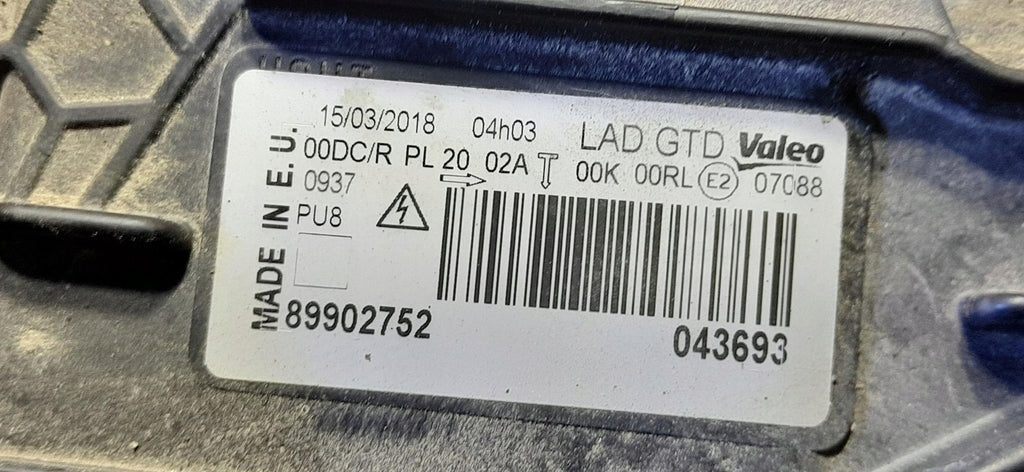 15/03/2018 04h03 LAD GTD Valeo
00DC/R PL 20 02A 00K 00RL E2 07088
0937
PU8
MADE IN E.U.
89902752 043693